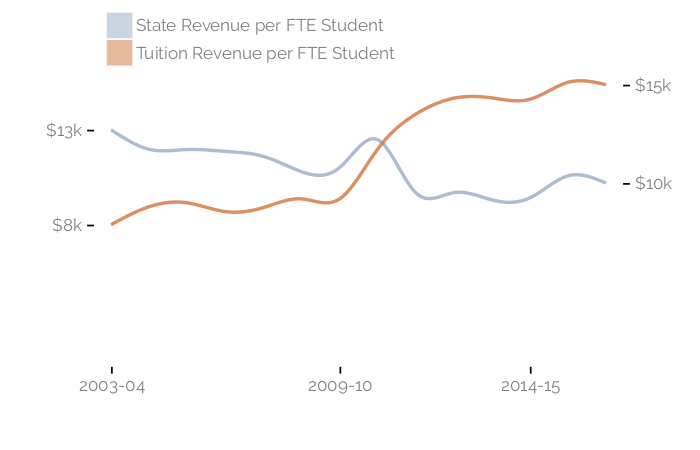 State Revenue per FTE Student
Tuition Revenue per FTE Student
$15k
$13k
$10k
$8k
2003-04 2009-10 2014-15